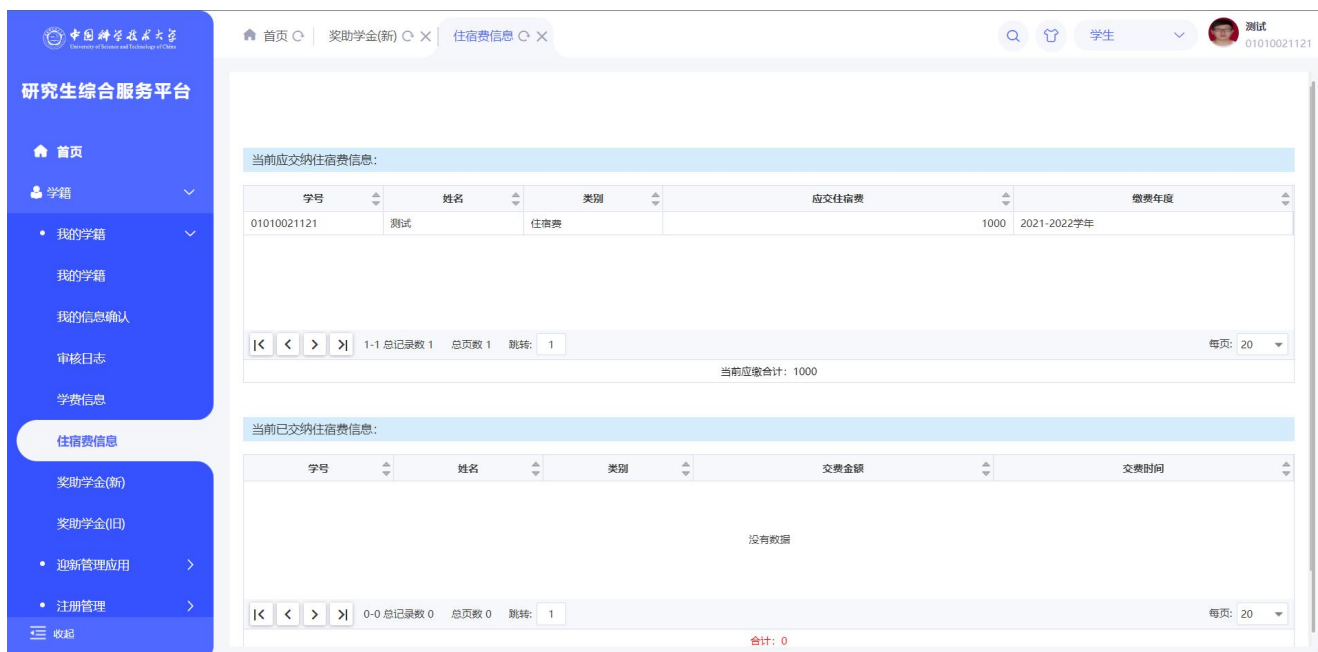 中国科学技术大学
University of Science and Technology of China
首页 奖助学金(新) 住宿费信息
学生
测试
01010021121
研究生综合服务平台
首页
学籍
我的学籍
我的学籍
我的信息确认
审核日志
学费信息
住宿费信息
奖助学金(新)
奖助学金(旧)
迎新管理应用
注册管理
收起
当前应交纳住宿费信息:
学号 姓名 类别 应交住宿费 缴费年度
01010021121 测试 住宿费 1000 2021-2022学年
1-1 总记录数 1 总页数 1 跳转: 1 每页: 20
当前应缴合计: 1000
当前已交纳住宿费信息:
学号 姓名 类别 交费金额 交费时间
没有数据
0-0 总记录数 0 总页数 0 跳转: 1 每页: 20
合计: 0